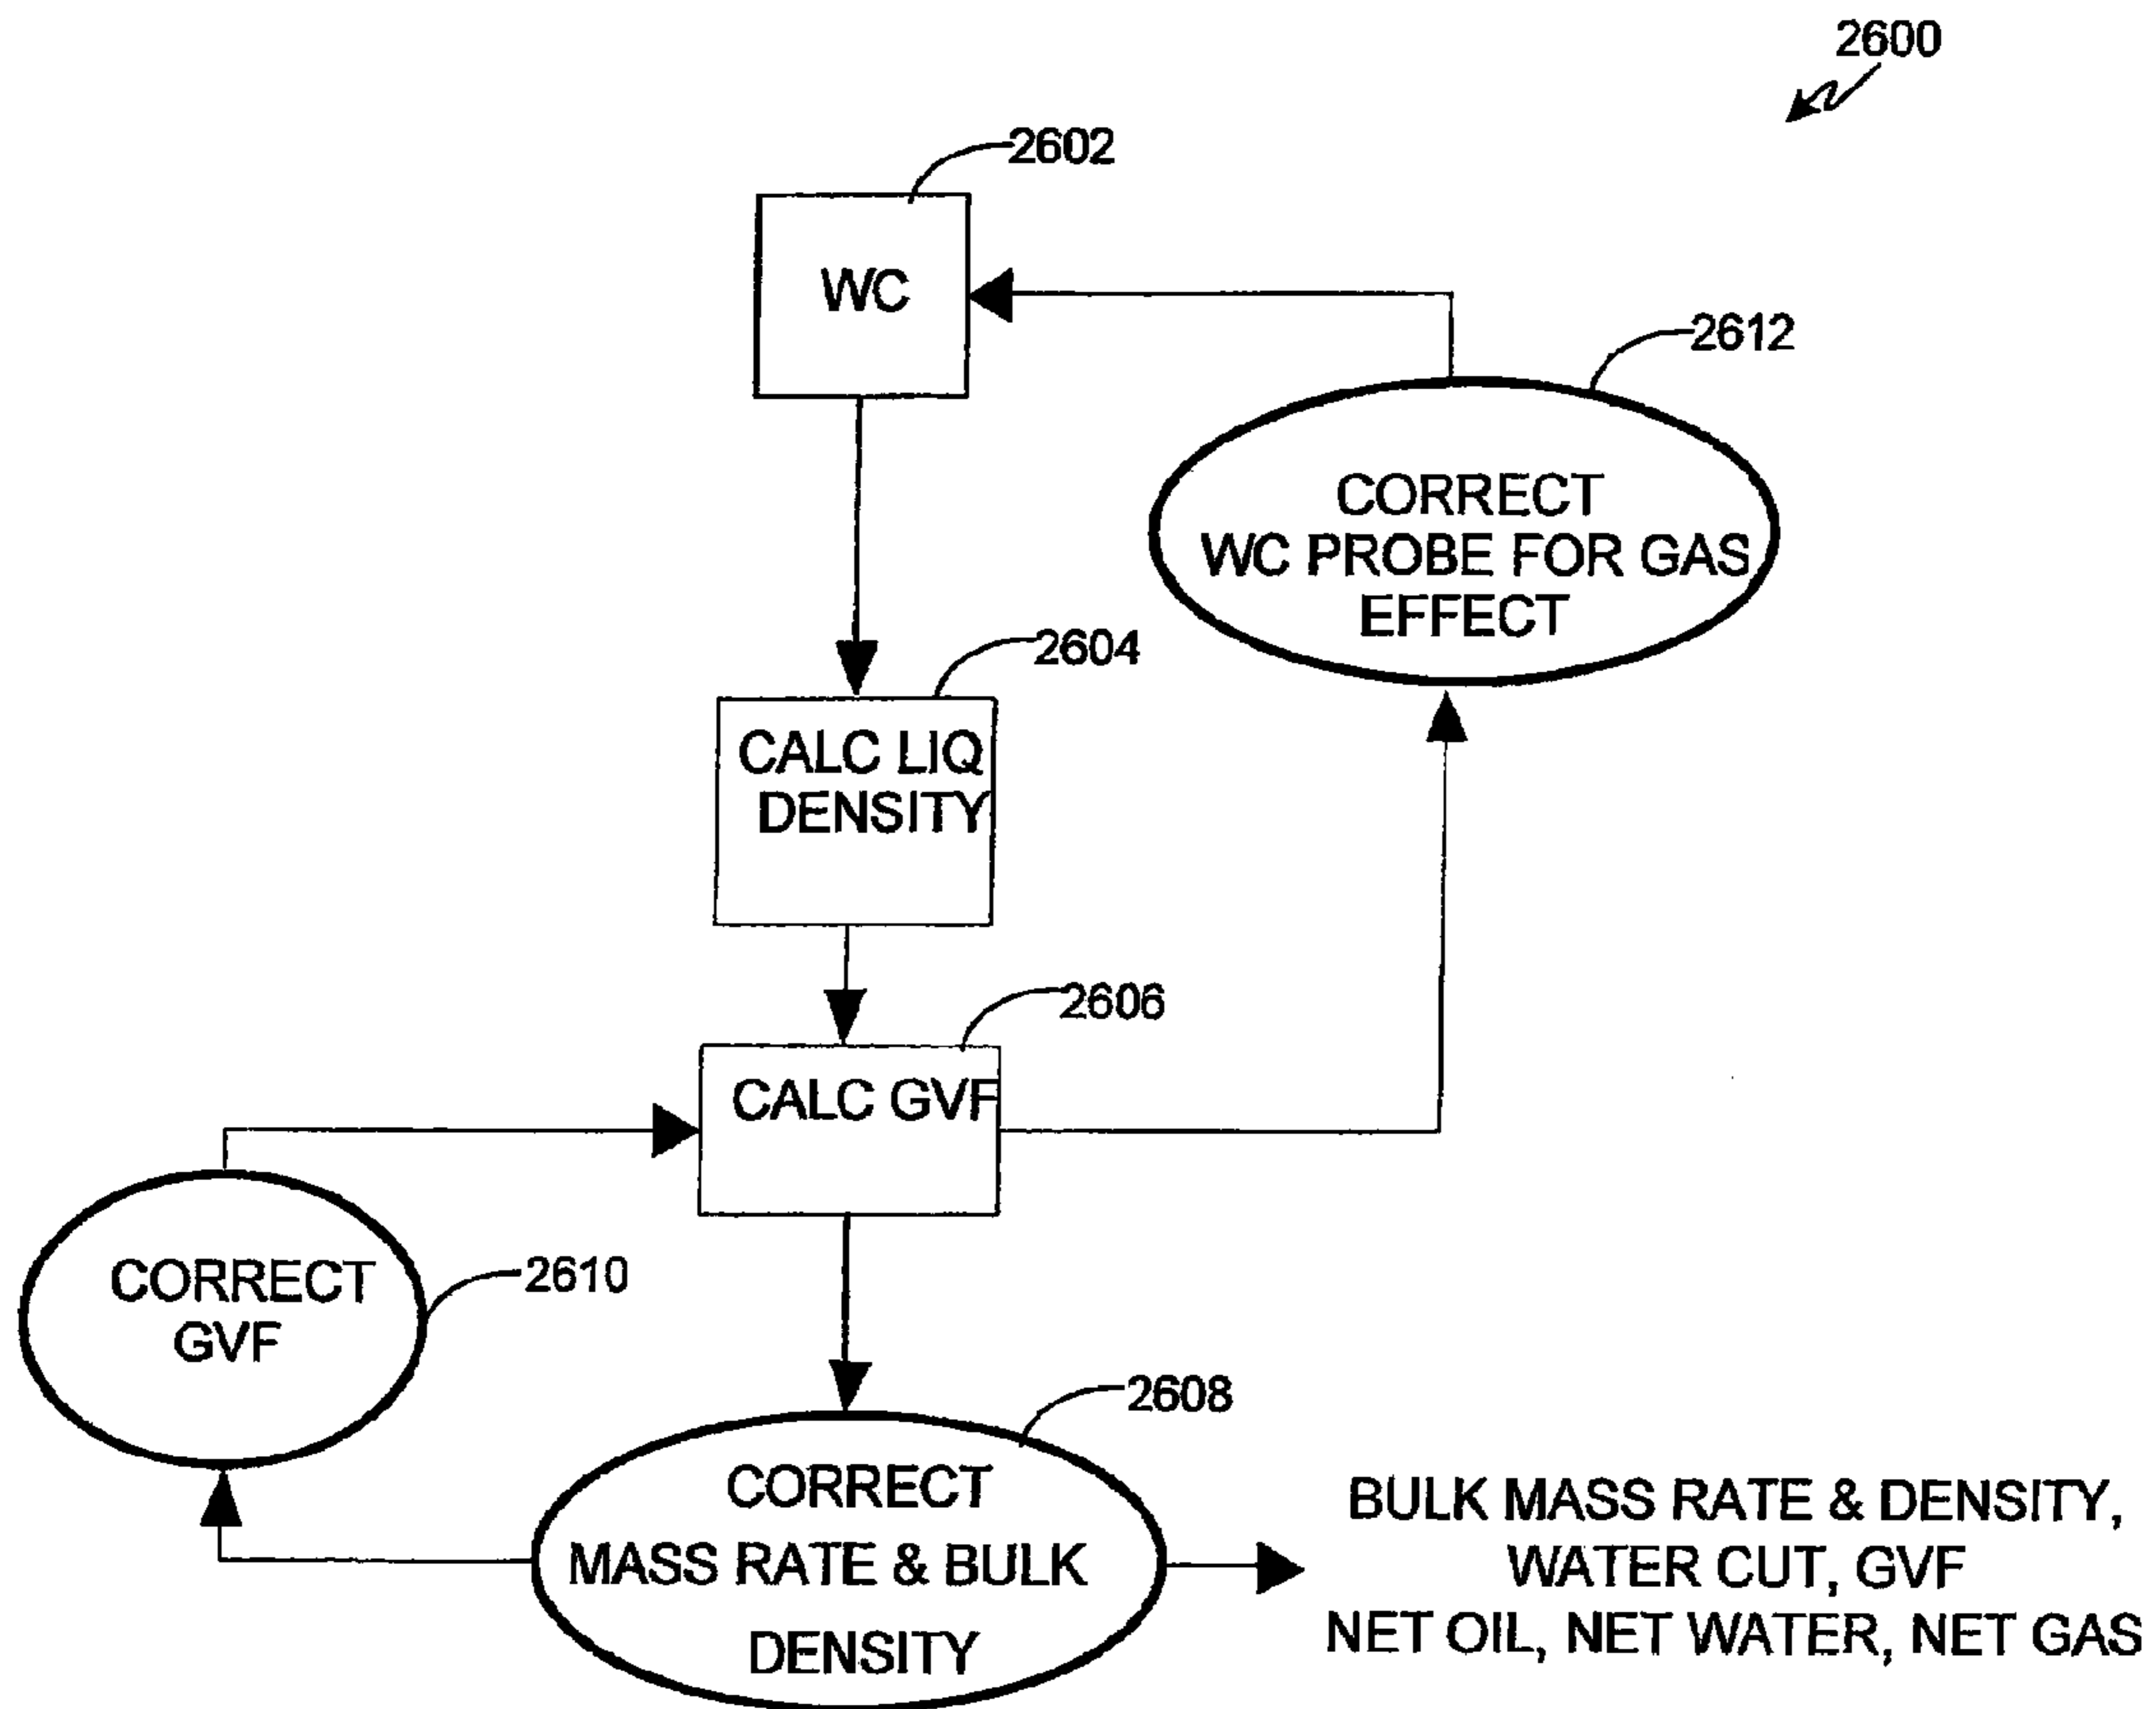 2600
2602
WC
2612
CORRECT
WC PROBE FOR GAS
EFFECT
2604
CALC LIQ
DENSITY
2606
CALC GVF
CORRECT
GVF
2610
2608
CORRECT
MASS RATE & BULK
DENSITY
BULK MASS RATE & DENSITY,
WATER CUT, GVF
NET OIL, NET WATER, NET GAS